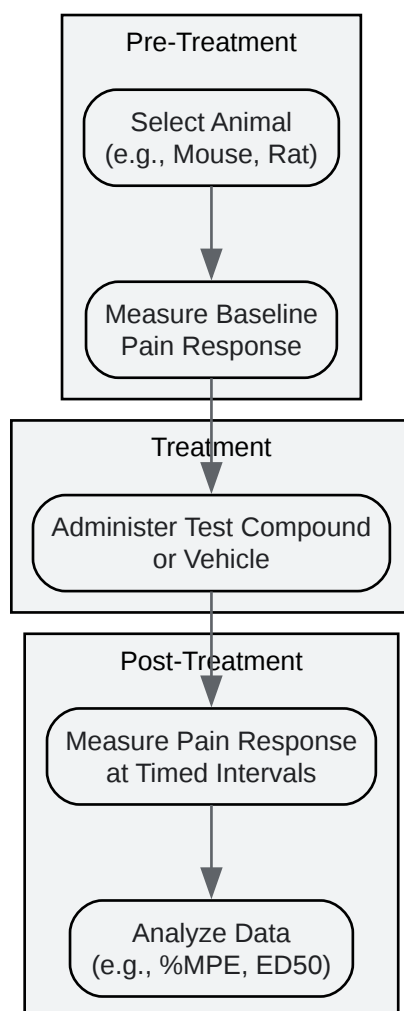 Pre-Treatment
Select Animal
(e.g., Mouse, Rat)
Measure Baseline
Pain Response
Treatment
Administer Test Compound
or Vehicle
Post-Treatment
Measure Pain Response
at Timed Intervals
Analyze Data
(e.g., %MPE, ED50)